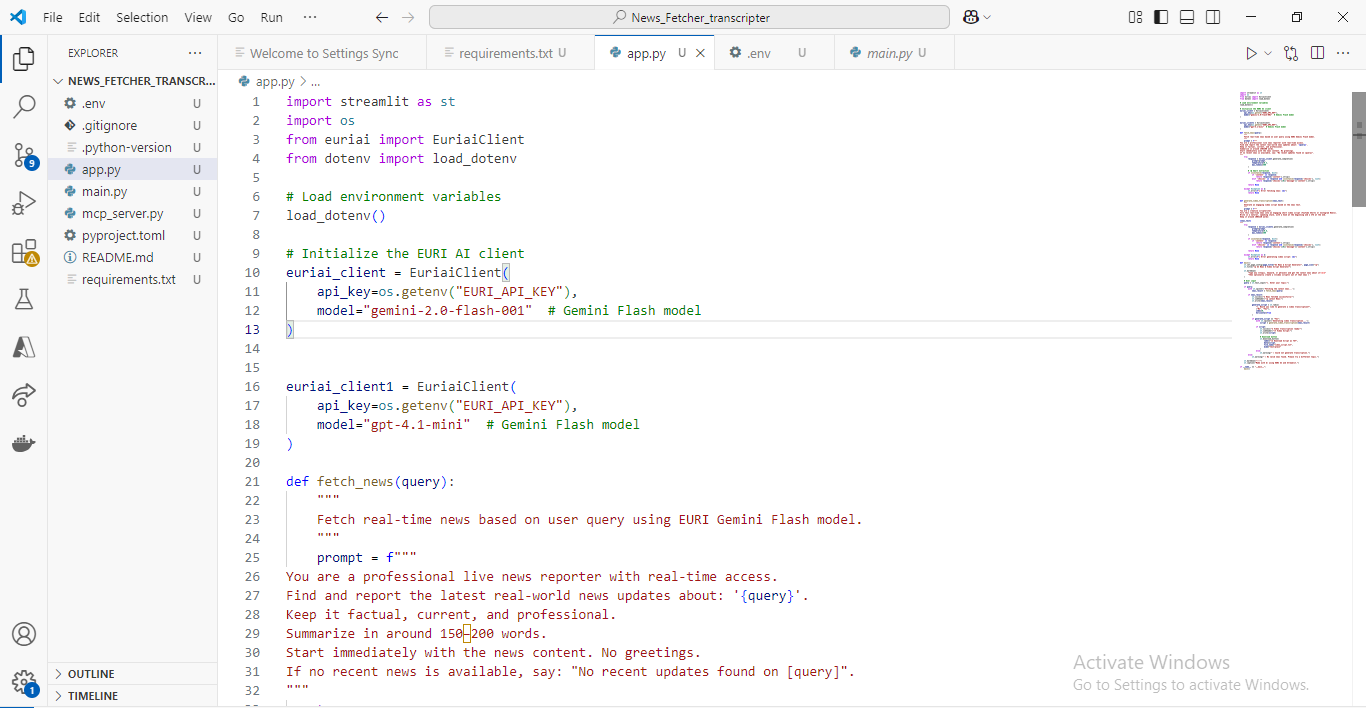 File Edit Selection View Go Run ··· News_Fetcher_transcripter
EXPLORER ···
NEWS_FETCHER_TRANSCR...
.env U
.gitignore U
.python-version U
app.py U
main.py U
mcp_server.py U
pyproject.toml U
README.md U
requirements.txt U
OUTLINE
TIMELINE
9
1
Welcome to Settings Sync requirements.txt U app.py U .env U main.py U
app.py > ...
1 import streamlit as st
2 import os
3 from euriai import EuriaiClient
4 from dotenv import load_dotenv
5
6 # Load environment variables
7 load_dotenv()
8
9 # Initialize the EURI AI client
10 euriai_client = EuriaiClient(
11 api_key=os.getenv("EURI_API_KEY"),
12 model="gemini-2.0-flash-001" # Gemini Flash model
13 )
14
15
16 euriai_client1 = EuriaiClient(
17 api_key=os.getenv("EURI_API_KEY"),
18 model="gpt-4.1-mini" # Gemini Flash model
19 )
20
21 def fetch_news(query):
22 """
23 Fetch real-time news based on user query using EURI Gemini Flash model.
24 """
25 prompt = f"""
26 You are a professional live news reporter with real-time access.
27 Find and report the latest real-world news updates about: '{query}'.
28 Keep it factual, current, and professional.
29 Summarize in around 150–200 words.
30 Start immediately with the news content. No greetings.
31 If no recent news is available, say: "No recent updates found on [query]".
32 """
Activate Windows
Go to Settings to activate Windows.